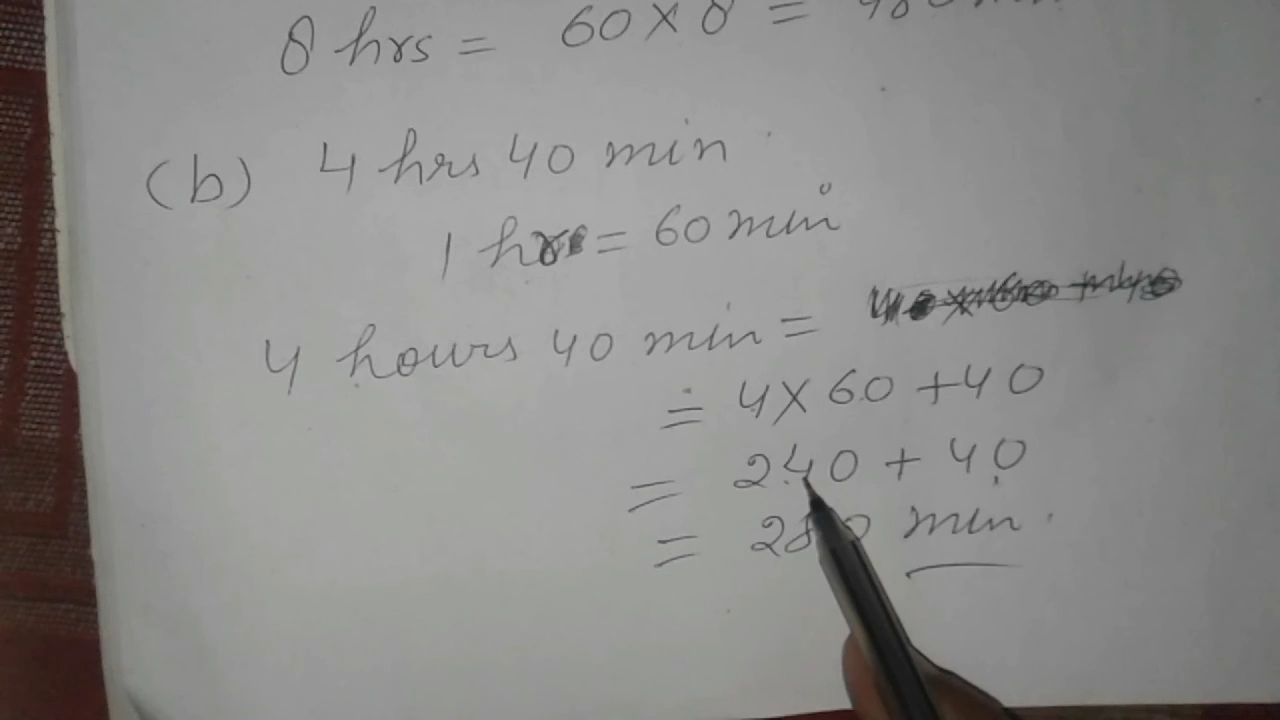 8 hrs = 60 X 8 =
(b) 4 hrs 40 min
1 hr = 60 min
4 hours 40 min =
= 4 X 60 + 40
= 240 + 40
= 280 min